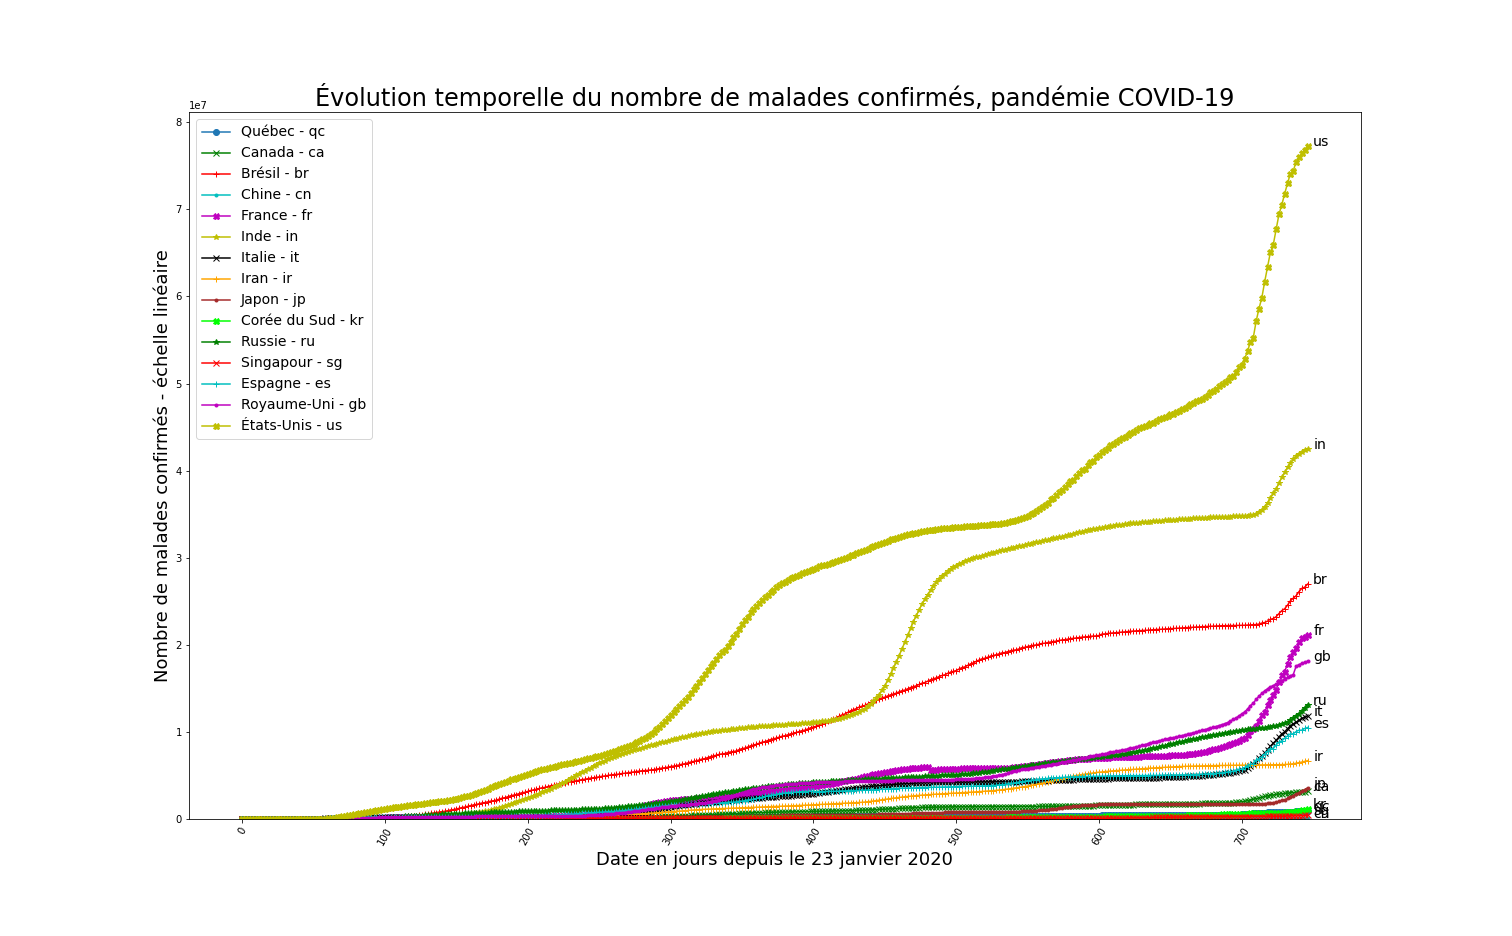 Évolution temporelle du nombre de malades confirmés, pandémie COVID-19
1e7
8
7
6
5
4
3
2
1
0
Nombre de malades confirmés - échelle linéaire
Québec - qc
Canada - ca
Brésil - br
Chine - cn
France - fr
Inde - in
Italie - it
Iran - ir
Japon - jp
Corée du Sud - kr
Russie - ru
Singapour - sg
Espagne - es
Royaume-Uni - gb
États-Unis - us
us
in
br
fr
gb
ru
it
es
ir
0
100
200
300
400
500
600
700
Date en jours depuis le 23 janvier 2020